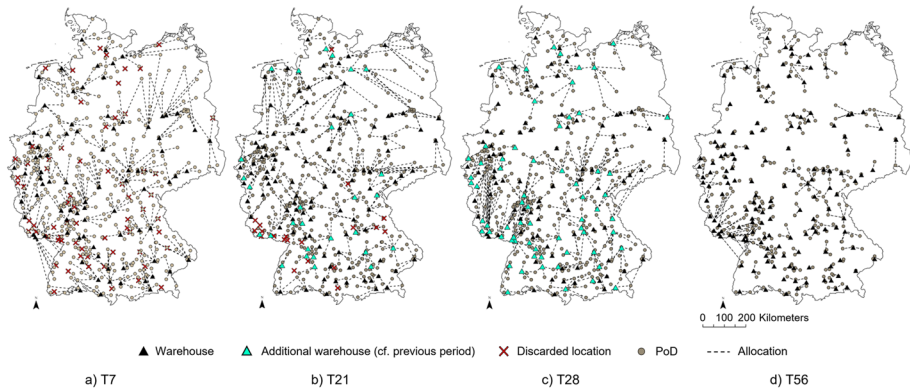 N
N
N
N
0 100 200 Kilometers
Warehouse
Additional warehouse (cf. previous period)
Discarded location
PoD
Allocation
a) T7
b) T21
c) T28
d) T56